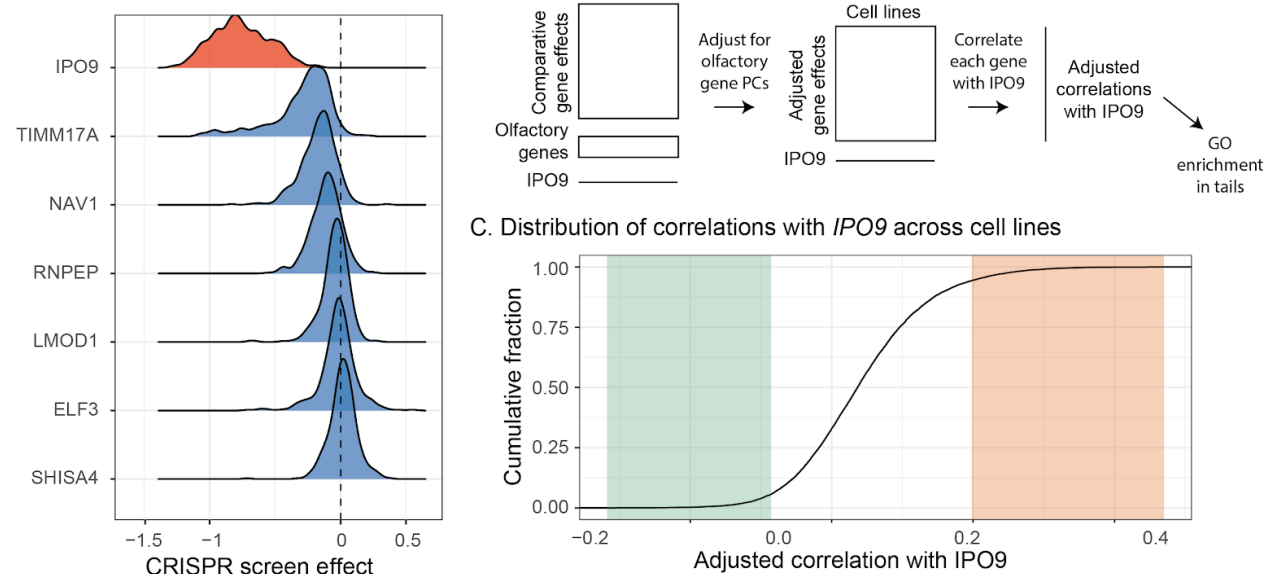 IPO9
TIMM17A
NAV1
RNPEP
LMOD1
ELF3
SHISA4
−1.5
−1
0
0.5
CRISPR screen effect
Comparative
gene effects
Olfactory
genes
IPO9
Adjust for
olfactory
gene PCs
Cell lines
Adjusted
gene effects
IPO9
Correlate
each gene
with IPO9
Adjusted
correlations
with IPO9
GO
enrichment
in tails
C. Distribution of correlations with IPO9 across cell lines
Cumulative fraction
1.00
0.75
0.50
0.25
0.00
−0.2
0.0
0.2
0.4
Adjusted correlation with IPO9